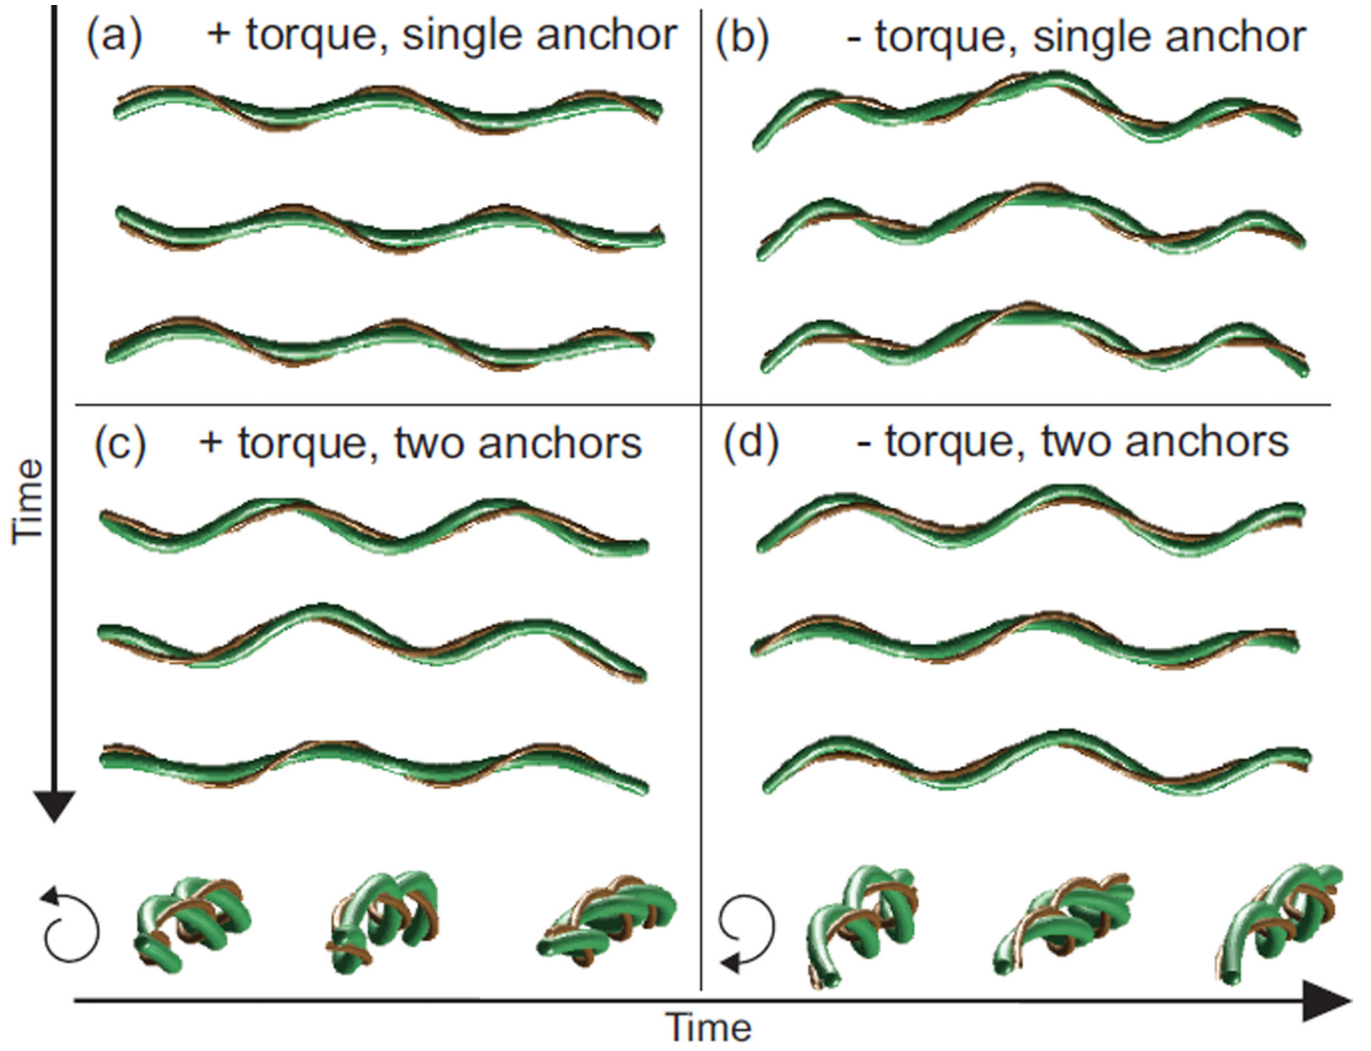 (a) + torque, single anchor
(b) - torque, single anchor
(c) + torque, two anchors
(d) - torque, two anchors
Time
Time